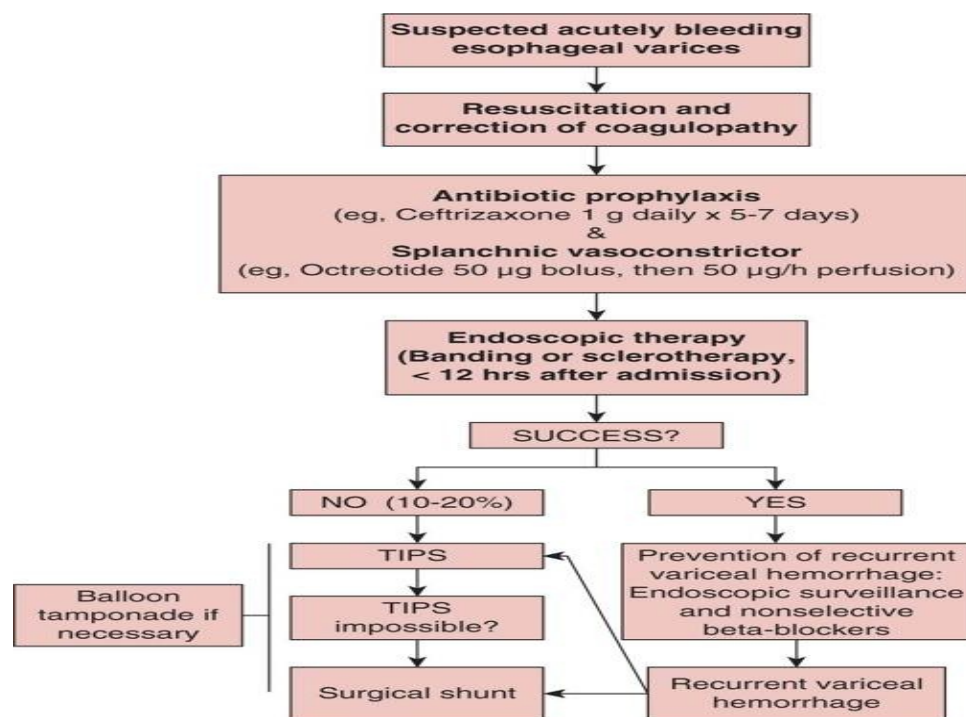 Suspected acutely bleeding
esophageal varices
Resuscitation and
correction of coagulopathy
Antibiotic prophylaxis
(eg, Ceftrizaxone 1 g daily x 5-7 days)
&
Splanchnic vasoconstrictor
(eg, Octreotide 50 µg bolus, then 50 µg/h perfusion)
Endoscopic therapy
(Banding or sclerotherapy,
< 12 hrs after admission)
SUCCESS?
NO (10-20%)
YES
TIPS
Prevention of recurrent
variceal hemorrhage:
Endoscopic surveillance
and nonselective
beta-blockers
Balloon
tamponade if
necessary
TIPS
impossible?
Surgical shunt
Recurrent variceal
hemorrhage